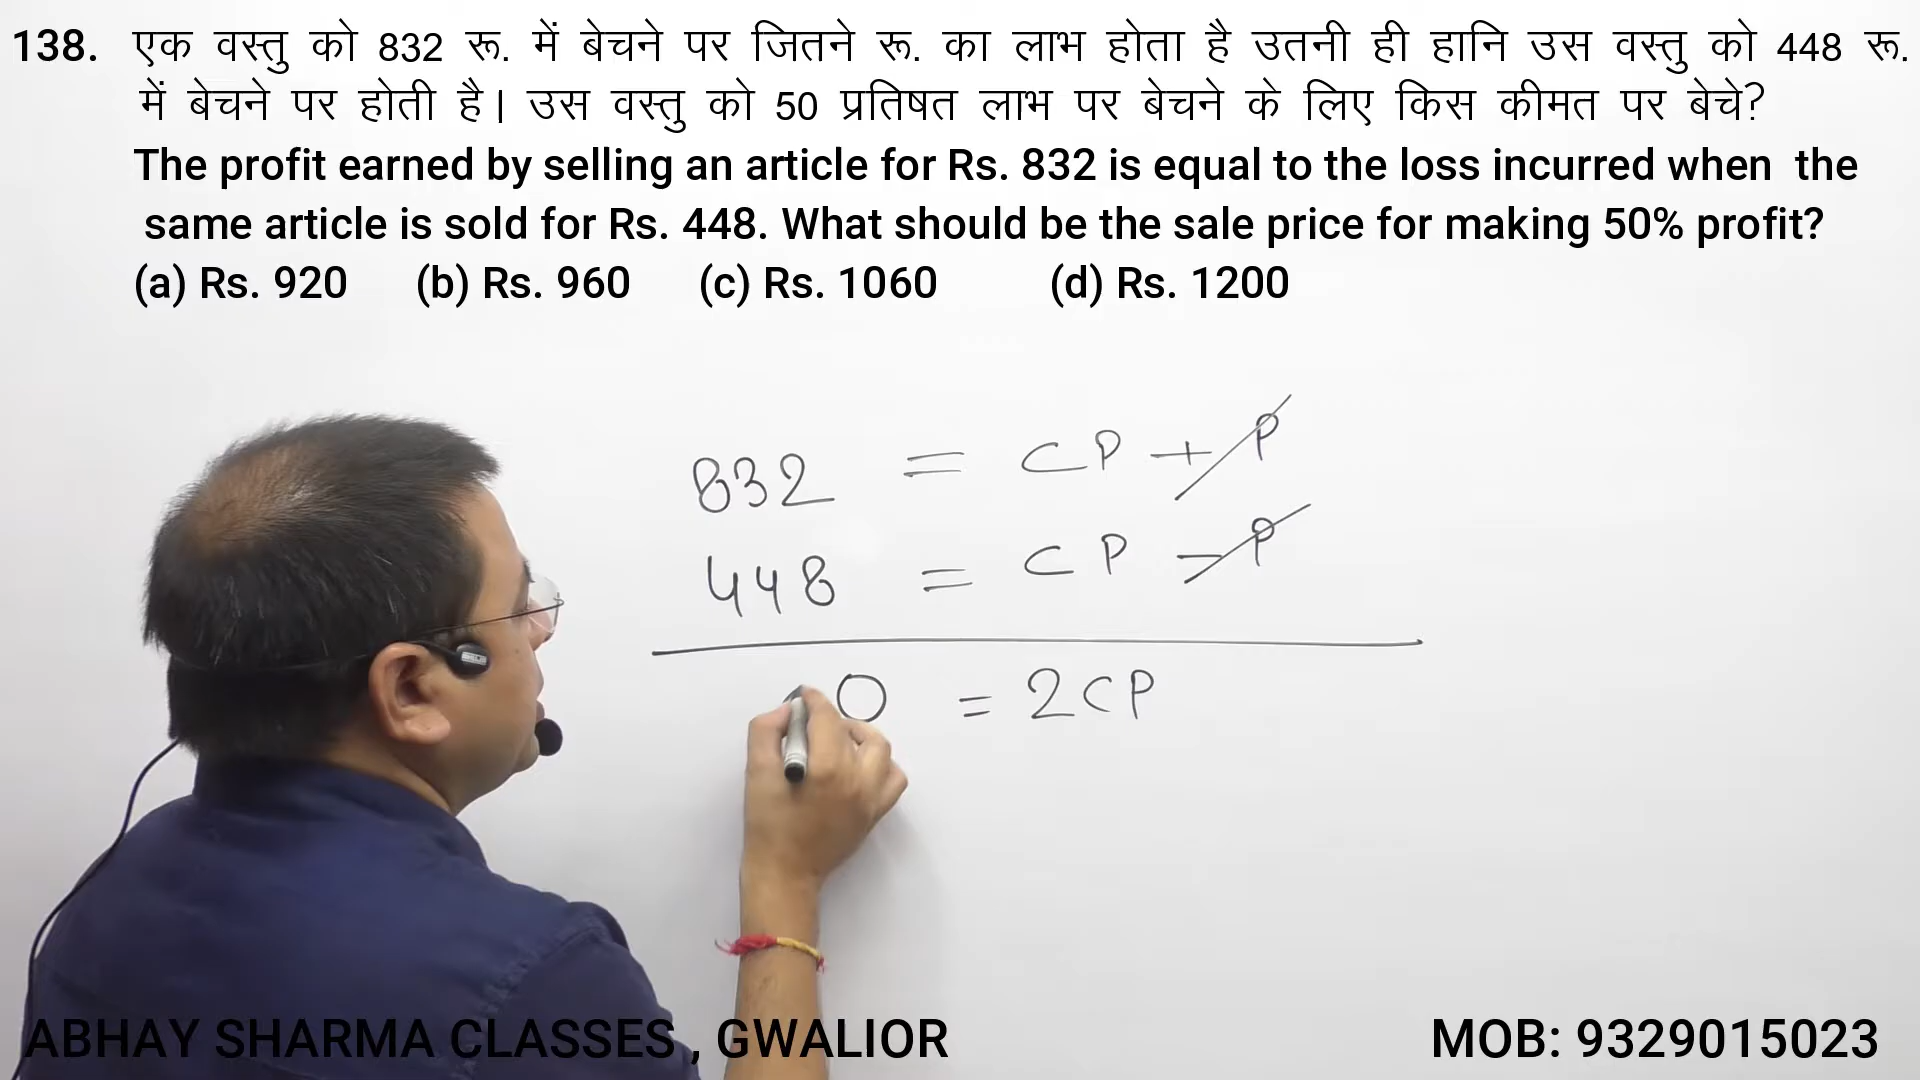 138. एक वस्तु को 832 रू. में बेचने पर जितने रू. का लाभ होता है उतनी ही हानि उस वस्तु को 448 रू.
में बेचने पर होती है। उस वस्तु को 50 प्रतिषत लाभ पर बेचने के लिए किस कीमत पर बेचे?
The profit earned by selling an article for Rs. 832 is equal to the loss incurred when the
same article is sold for Rs. 448. What should be the sale price for making 50% profit?
(a) Rs. 920 (b) Rs. 960 (c) Rs. 1060 (d) Rs. 1200
832 = CP + P
448 = CP - P
0 = 2CP
ABHAY SHARMA CLASSES , GWALIOR
MOB: 9329015023